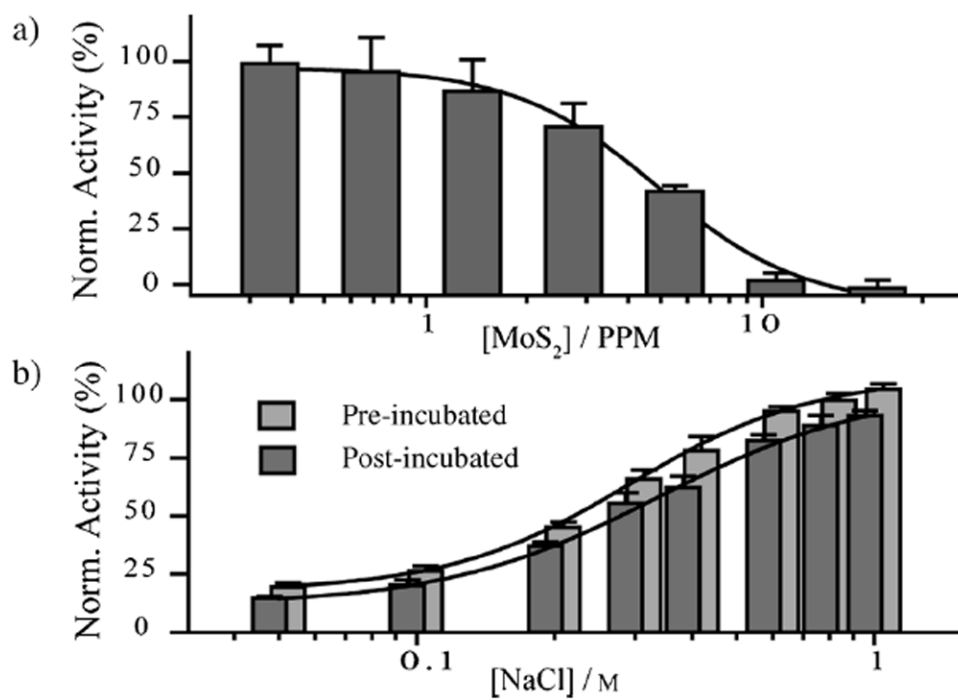 a)
Norm. Activity (%)
100
75
50
25
0
1
10
[MoS₂] / PPM
b)
Norm. Activity (%)
100
75
50
25
0
Pre-incubated
Post-incubated
0.1
1
[NaCl] / M